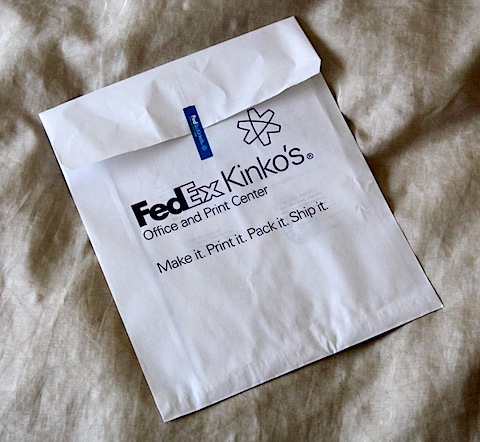 FedEx Kinko's®
Office and Print Center
Make it. Print it. Pack it. Ship it.